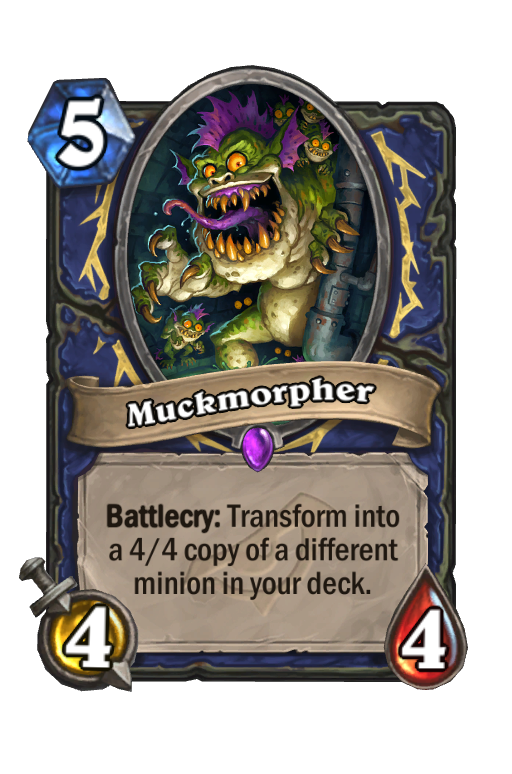 5
Muckmorpher
Battlecry: Transform into
a 4/4 copy of a different
minion in your deck.
4
4